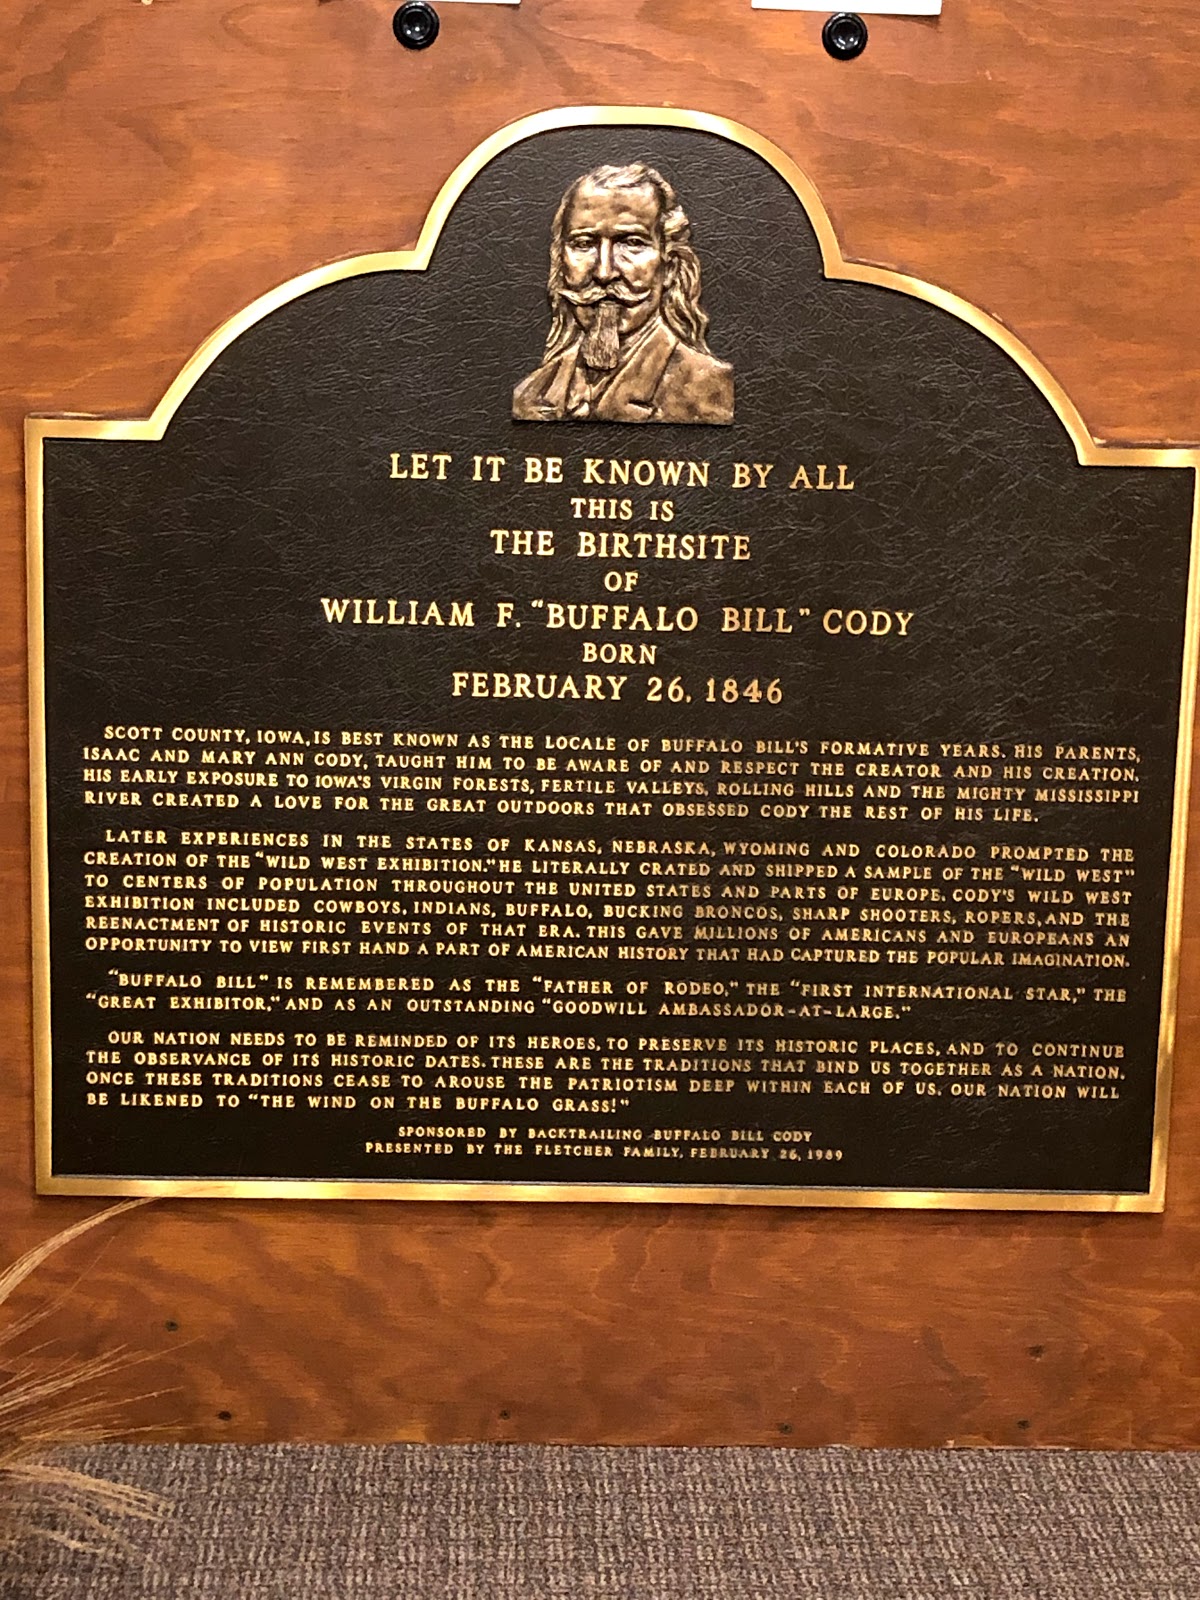 LET IT BE KNOWN BY ALL
THIS IS
THE BIRTHSITE
OF
WILLIAM F. "BUFFALO BILL" CODY
BORN
FEBRUARY 26, 1846
SCOTT COUNTY, IOWA, IS BEST KNOWN AS THE LOCALE OF BUFFALO BILL'S FORMATIVE YEARS. HIS PARENTS,
ISAAC AND MARY ANN CODY, TAUGHT HIM TO BE AWARE OF AND RESPECT THE CREATOR AND HIS CREATION.
HIS EARLY EXPOSURE TO IOWA'S VIRGIN FORESTS, FERTILE VALLEYS, ROLLING HILLS AND THE MIGHTY MISSISSIPPI
RIVER CREATED A LOVE FOR THE GREAT OUTDOORS THAT OBSESSED CODY THE REST OF HIS LIFE.
LATER EXPERIENCES IN THE STATES OF KANSAS, NEBRASKA, WYOMING AND COLORADO PROMPTED THE
CREATION OF THE "WILD WEST EXHIBITION." HE LITERALLY CRATED AND SHIPPED A SAMPLE OF THE "WILD WEST"
TO CENTERS OF POPULATION THROUGHOUT THE UNITED STATES AND PARTS OF EUROPE. CODY'S WILD WEST
EXHIBITION INCLUDED COWBOYS, INDIANS, BUFFALO, BUCKING BRONCOS, SHARP SHOOTERS, ROPERS, AND THE
REENACTMENT OF HISTORIC EVENTS OF THAT ERA. THIS GAVE MILLIONS OF AMERICANS AND EUROPEANS AN
OPPORTUNITY TO VIEW FIRST HAND A PART OF AMERICAN HISTORY THAT HAD CAPTURED THE POPULAR IMAGINATION.
"BUFFALO BILL" IS REMEMBERED AS THE "FATHER OF RODEO," THE "FIRST INTERNATIONAL STAR," THE
"GREAT EXHIBITOR," AND AS AN OUTSTANDING "GOODWILL AMBASSADOR-AT-LARGE."
OUR NATION NEEDS TO BE REMINDED OF ITS HEROES, TO PRESERVE ITS HISTORIC PLACES, AND TO CONTINUE
THE OBSERVANCE OF ITS HISTORIC DATES. THESE ARE THE TRADITIONS THAT BIND US TOGETHER AS A NATION.
ONCE THESE TRADITIONS CEASE TO AROUSE THE PATRIOTISM DEEP WITHIN EACH OF US, OUR NATION WILL
BE LIKENED TO "THE WIND ON THE BUFFALO GRASS!"
SPONSORED BY BACKTRAILING BUFFALO BILL CODY
PRESENTED BY THE FLETCHER FAMILY, FEBRUARY 26, 1989